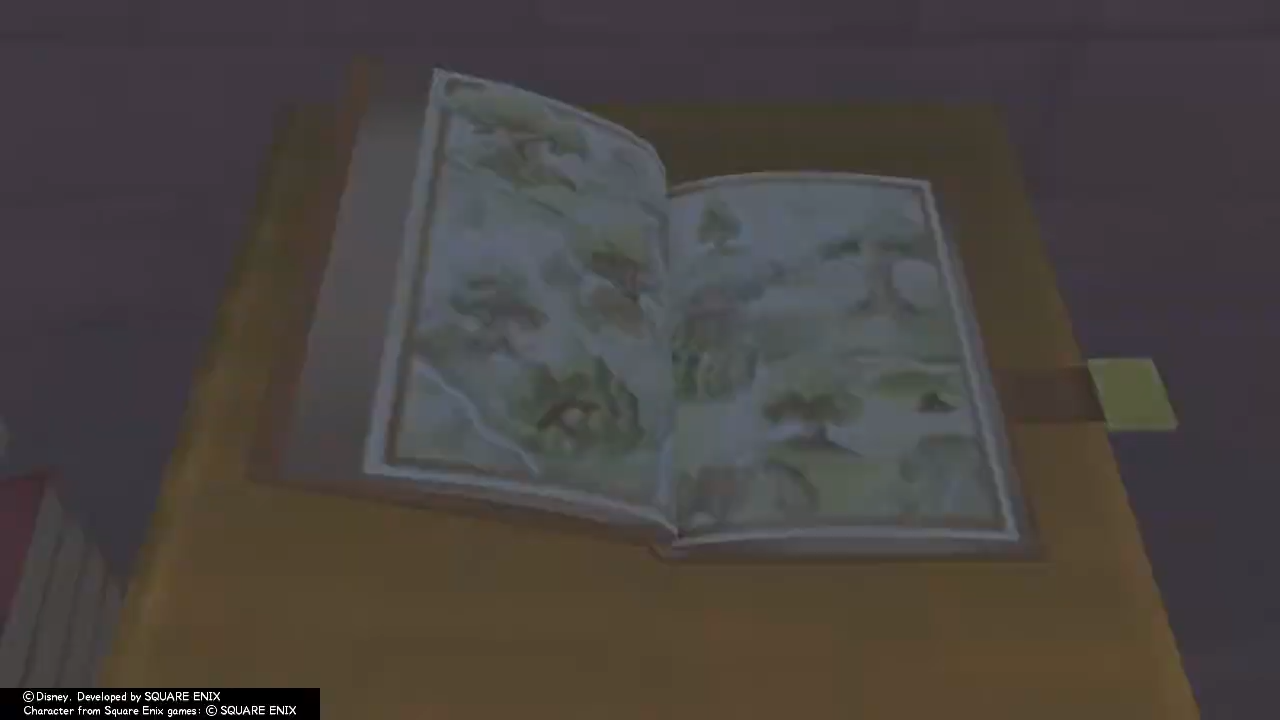 ©Disney. Developed by SQUARE ENIX
Character from Square Enix games: © SQUARE ENIX